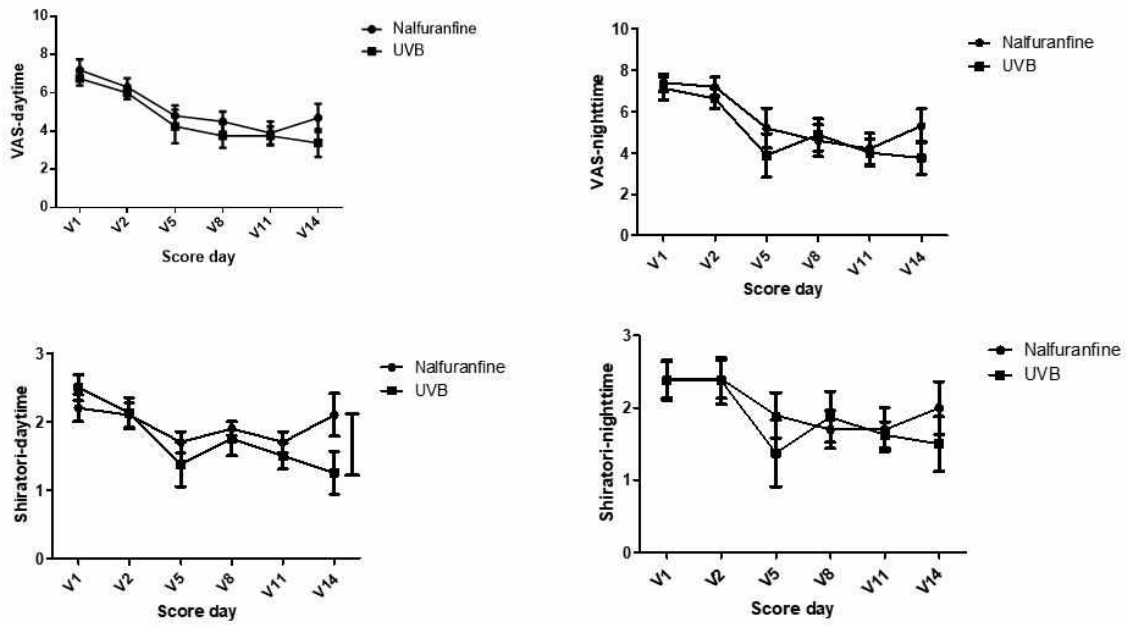 10
8
6
4
2
0
VAS-daytime
V1 V2 V5 V8 V11 V14
Score day
Nalfuranfine
UVB
10
8
6
4
2
0
VAS-nighttime
V1 V2 V5 V8 V11 V14
Score day
Nalfuranfine
UVB
3
2
1
0
Shiratori-daytime
V1 V2 V5 V8 V11 V14
Score day
Nalfuranfine
UVB
3
2
1
0
Shiratori-nighttime
V1 V2 V5 V8 V11 V14
Score day
Nalfuranfine
UVB